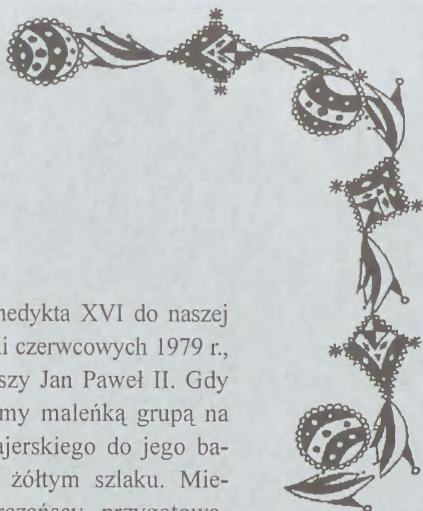 nedykta XVI do naszej
i czerwcowych 1979 r.,
szy Jan Paweł II. Gdy
my maleńką grupą na
ajerskiego do jego ba-
żółtym szlaku. Mie-
przygotowa-